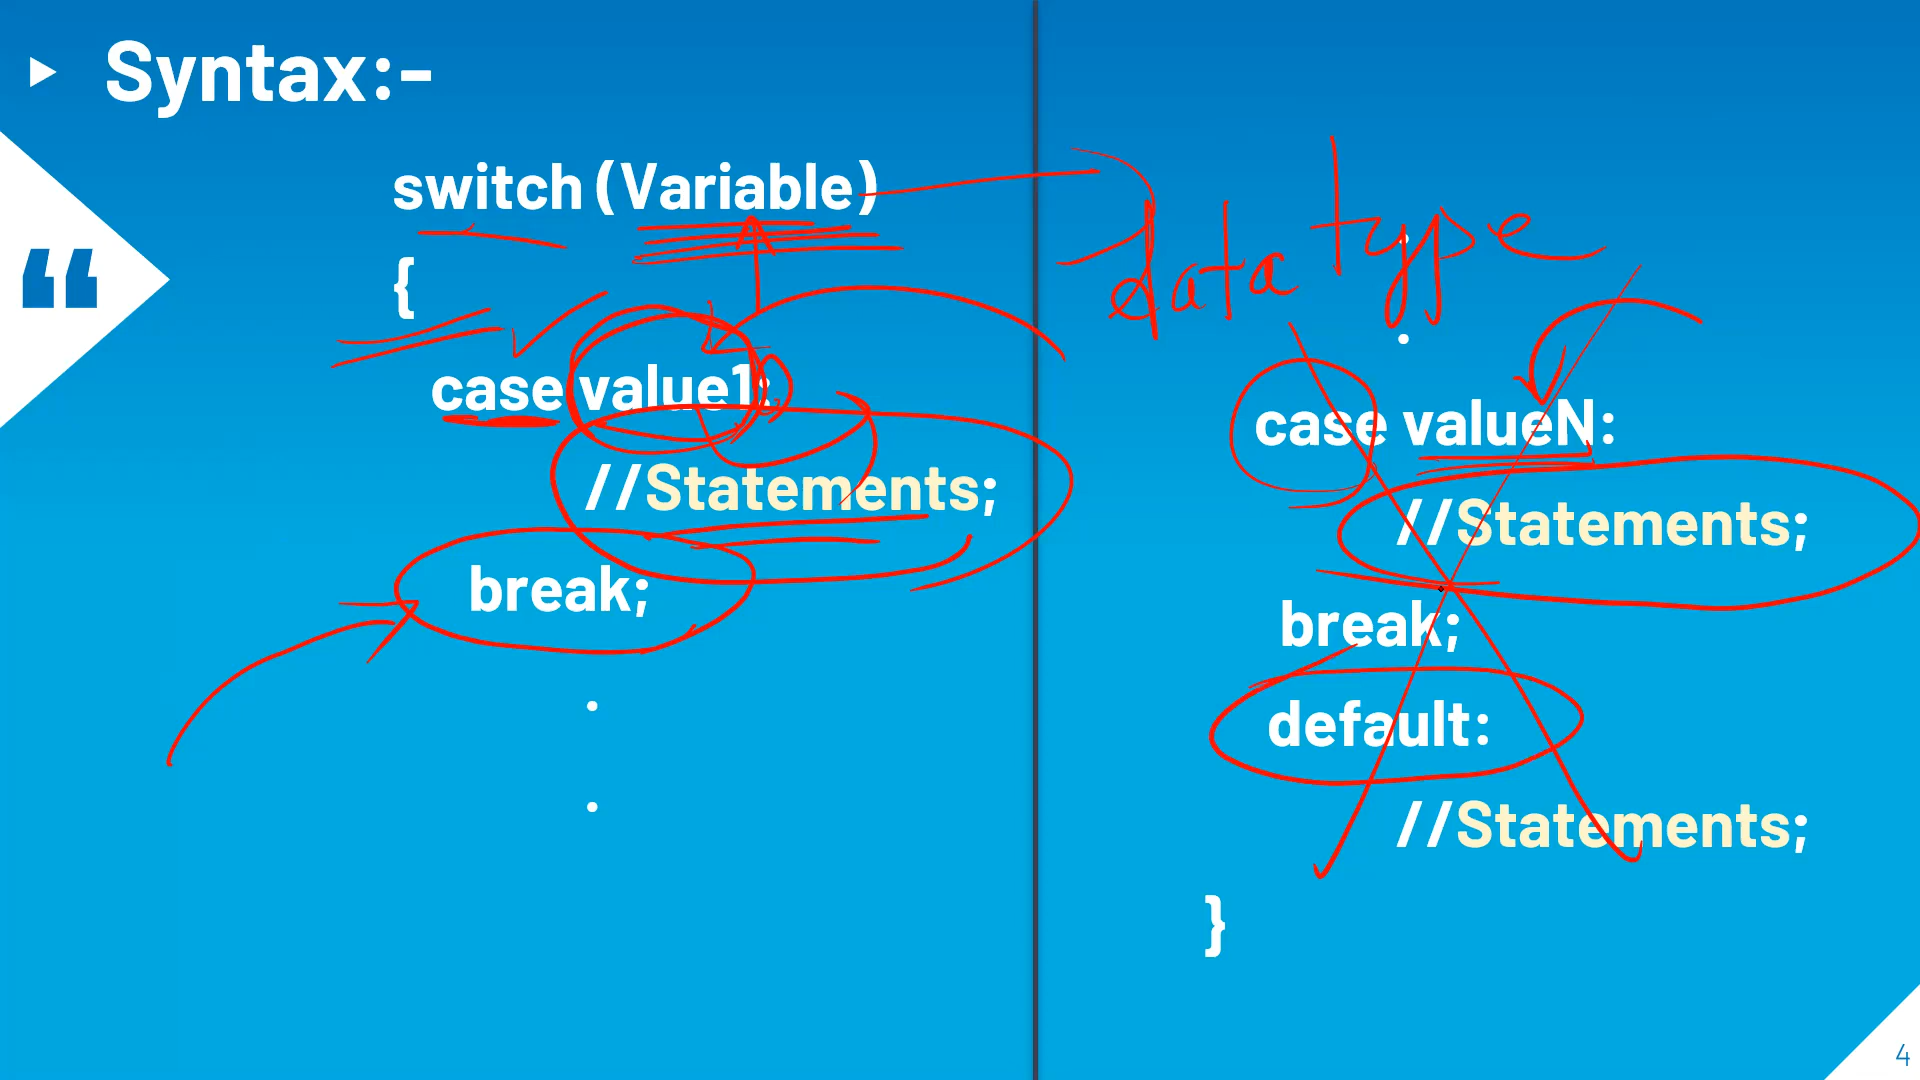 ▸ Syntax:-
“
switch (Variable)
{
case value1:
//Statements;
break;
.
.
data type
.
.
case valueN:
//Statements;
break;
default:
//Statements;
}
4